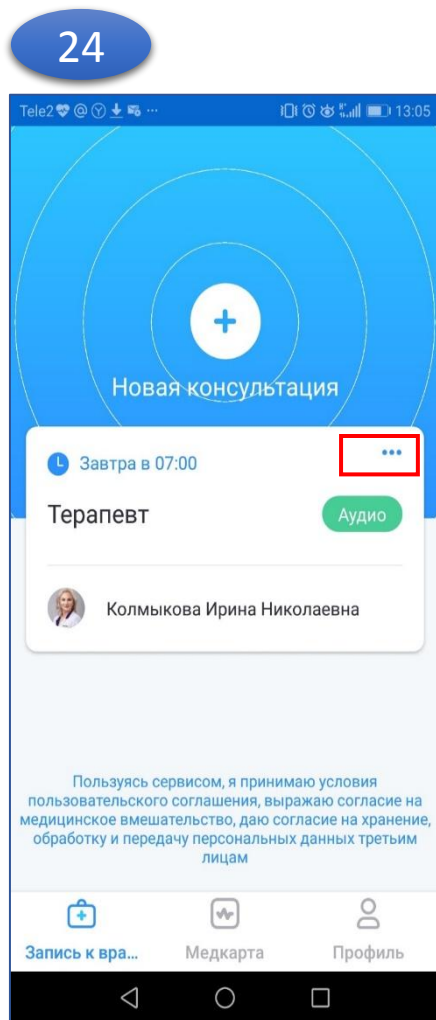 24
Tele2 13:05
Новая консультация
Завтра в 07:00
Терапевт
Аудио
Колмыкова Ирина Николаевна
Пользуясь сервисом, я принимаю условия
пользовательского соглашения, выражаю согласие на
медицинское вмешательство, даю согласие на хранение,
обработку и передачу персональных данных третьим
лицам
Запись к вра... Медкарта Профиль